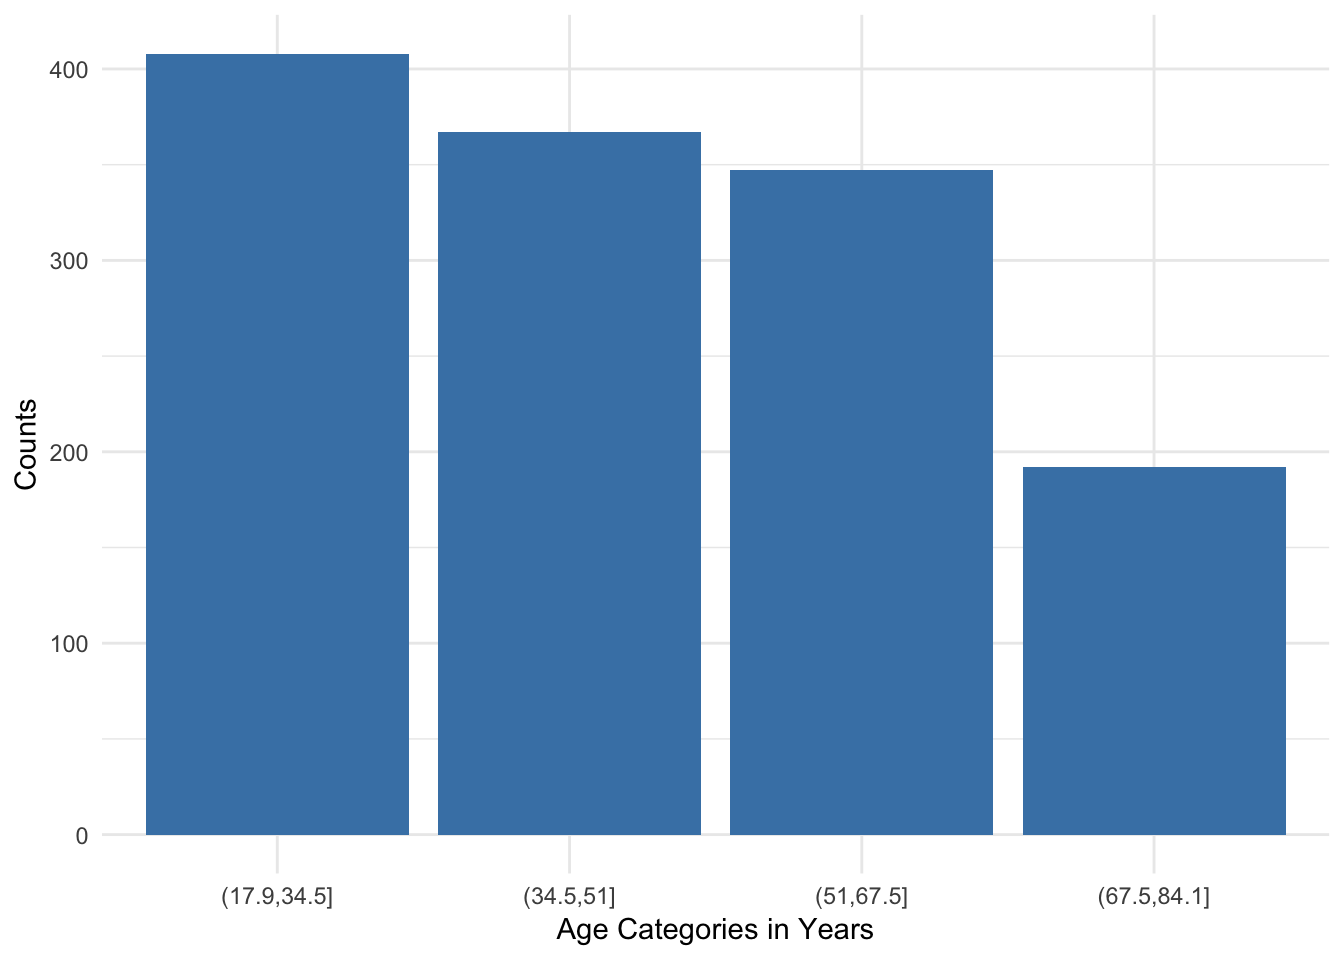 400
300
200
100
0
Counts
(17.9,34.5] (34.5,51] (51,67.5] (67.5,84.1]
Age Categories in Years